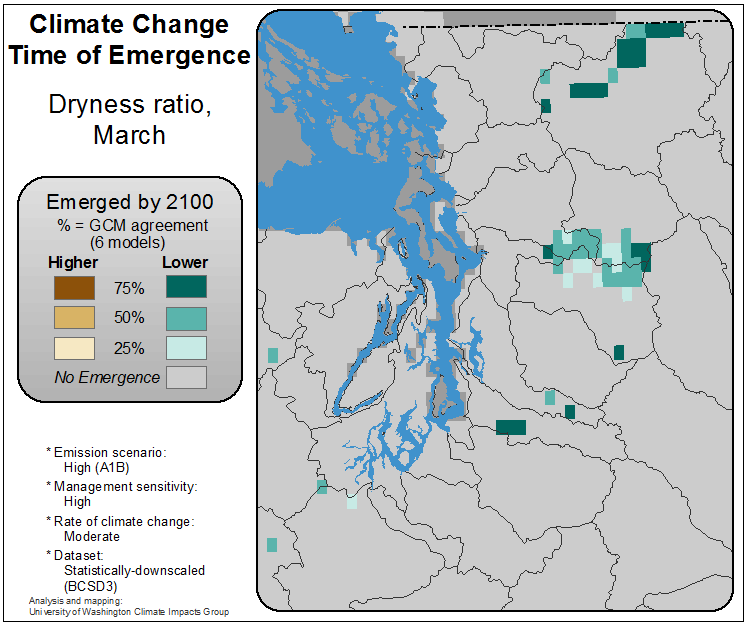 Climate Change
Time of Emergence
Dryness ratio,
March
Emerged by 2100
% = GCM agreement
(6 models)
Higher Lower
75%
50%
25%
No Emergence
* Emission scenario:
High (A1B)
* Management sensitivity:
High
* Rate of climate change:
Moderate
* Dataset:
Statistically-downscaled
(BCSD3)
Analysis and mapping:
University of Washington Climate Impacts Group